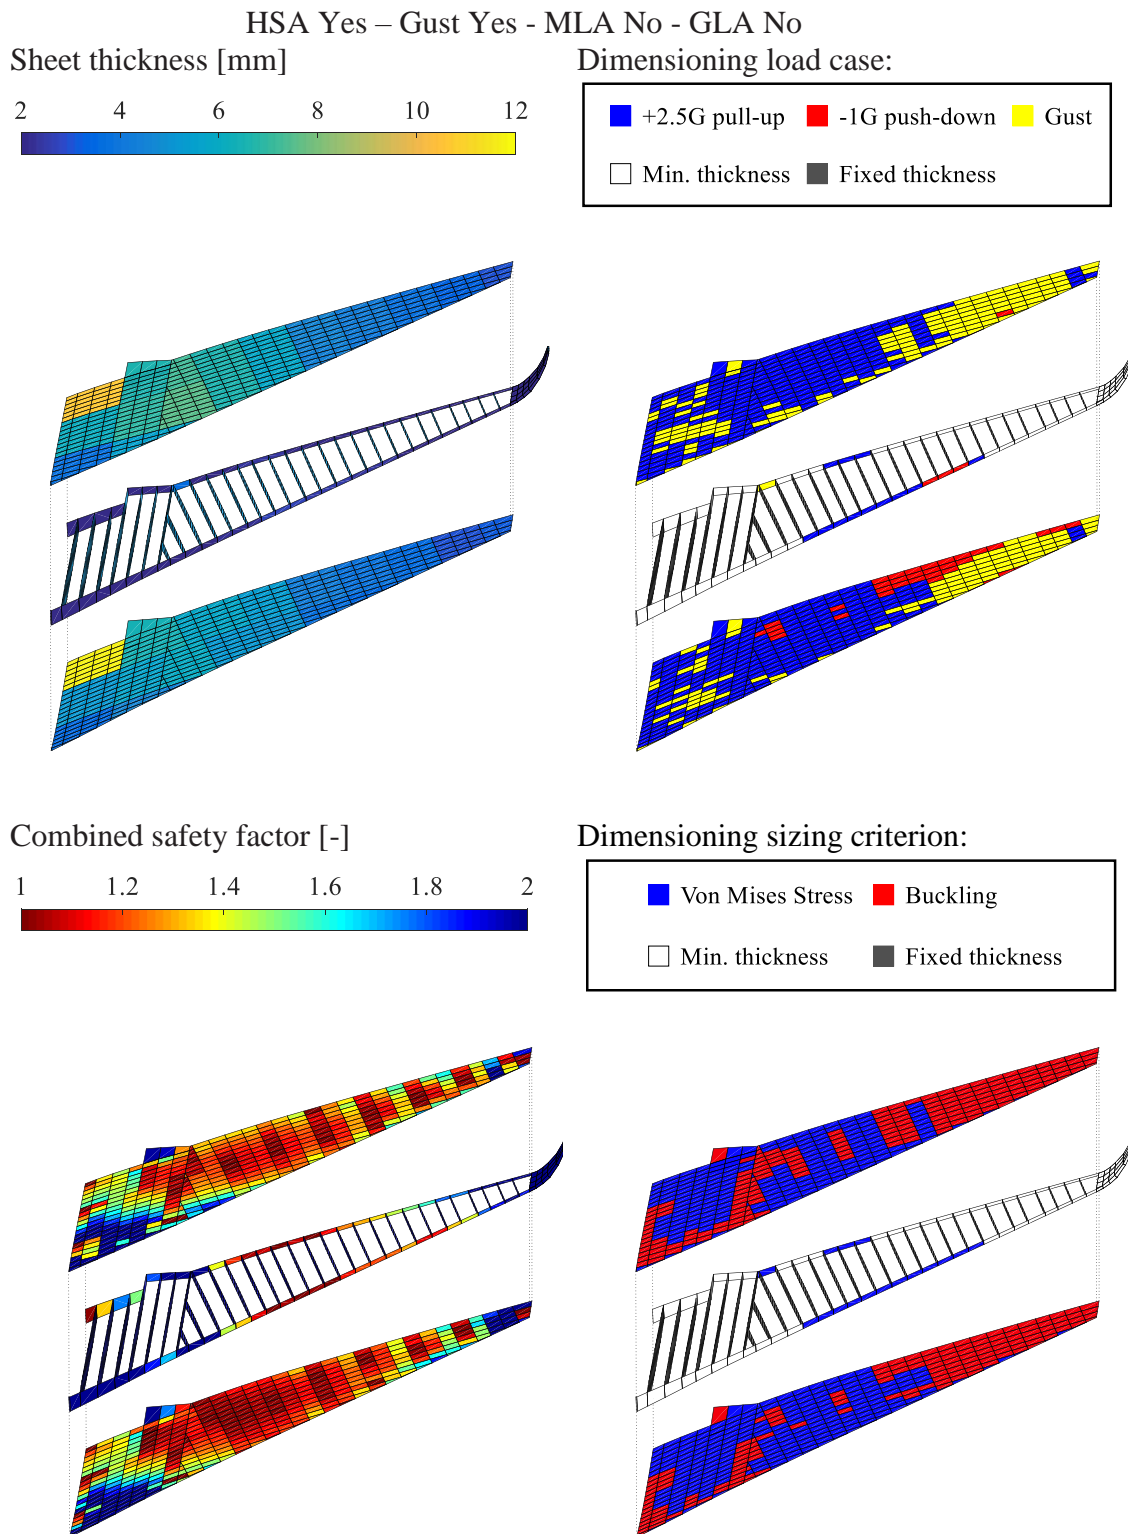 HSA Yes – Gust Yes - MLA No - GLA No
Sheet thickness [mm]
2 4 6 8 10 12
Dimensioning load case:
+2.5G pull-up -1G push-down Gust
Min. thickness Fixed thickness
Combined safety factor [-]
1 1.2 1.4 1.6 1.8 2
Dimensioning sizing criterion:
Von Mises Stress Buckling
Min. thickness Fixed thickness